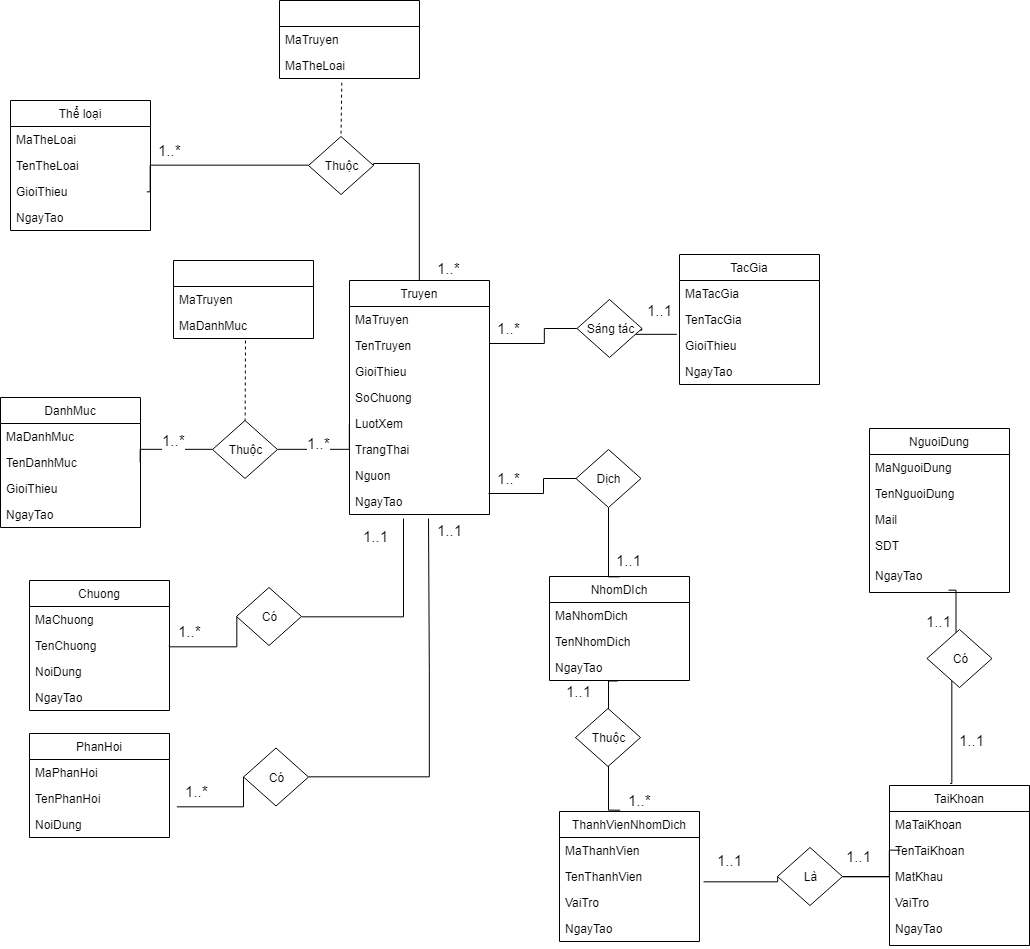 MaTruyen
MaTheLoai
Thể loại
MaTheLoai
TenTheLoai
GioiThieu
NgayTao
1..*
Thuộc
1..*
MaTruyen
MaDanhMuc
Truyen
MaTruyen
TenTruyen
GioiThieu
SoChuong
LuotXem
TrangThai
Nguon
NgayTao
1..*
Sáng tác
1..1
TacGia
MaTacGia
TenTacGia
GioiThieu
NgayTao
DanhMuc
MaDanhMuc
TenDanhMuc
GioiThieu
NgayTao
1..*
Thuộc
1..*
1..*
Dịch
1..1
NguoiDung
MaNguoiDung
TenNguoiDung
Mail
SDT
NgayTao
1..1
1..1
Chuong
MaChuong
TenChuong
NoiDung
NgayTao
1..*
Có
NhomDIch
MaNhomDich
TenNhomDich
NgayTao
1..1
Thuộc
1..*
1..1
Có
1..1
PhanHoi
MaPhanHoi
TenPhanHoi
NoiDung
1..*
Có
ThanhVienNhomDich
MaThanhVien
TenThanhVien
VaiTro
NgayTao
1..1
Là
1..1
TaiKhoan
MaTaiKhoan
TenTaiKhoan
MatKhau
VaiTro
NgayTao